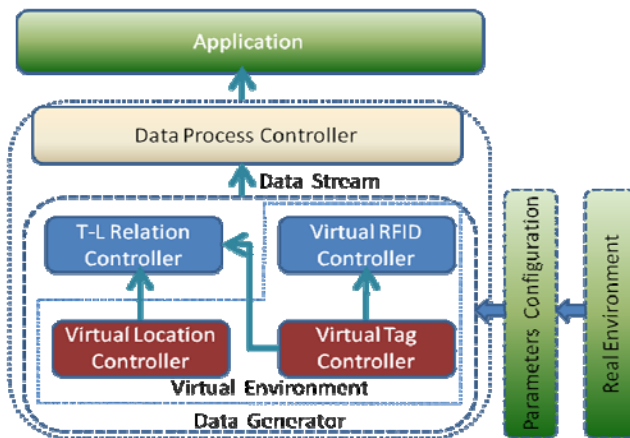 Application
Data Process Controller
Data Stream
T-L Relation
Controller
Virtual RFID
Controller
Virtual Location
Controller
Virtual Tag
Controller
Virtual Environment
Data Generator
Parameters Configuration
Real Environment